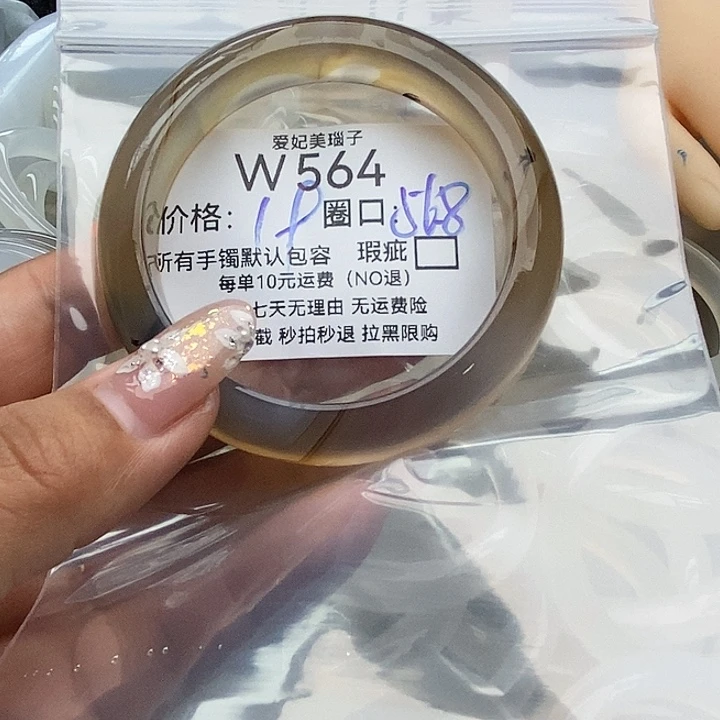 爱妃美瑙子
W564
价格: 圈口: 568
所有手镯默认包容 瑕疵
每单10元运费 (NO退)
七天无理由 无运费险
截 秒拍秒退 拉黑限购